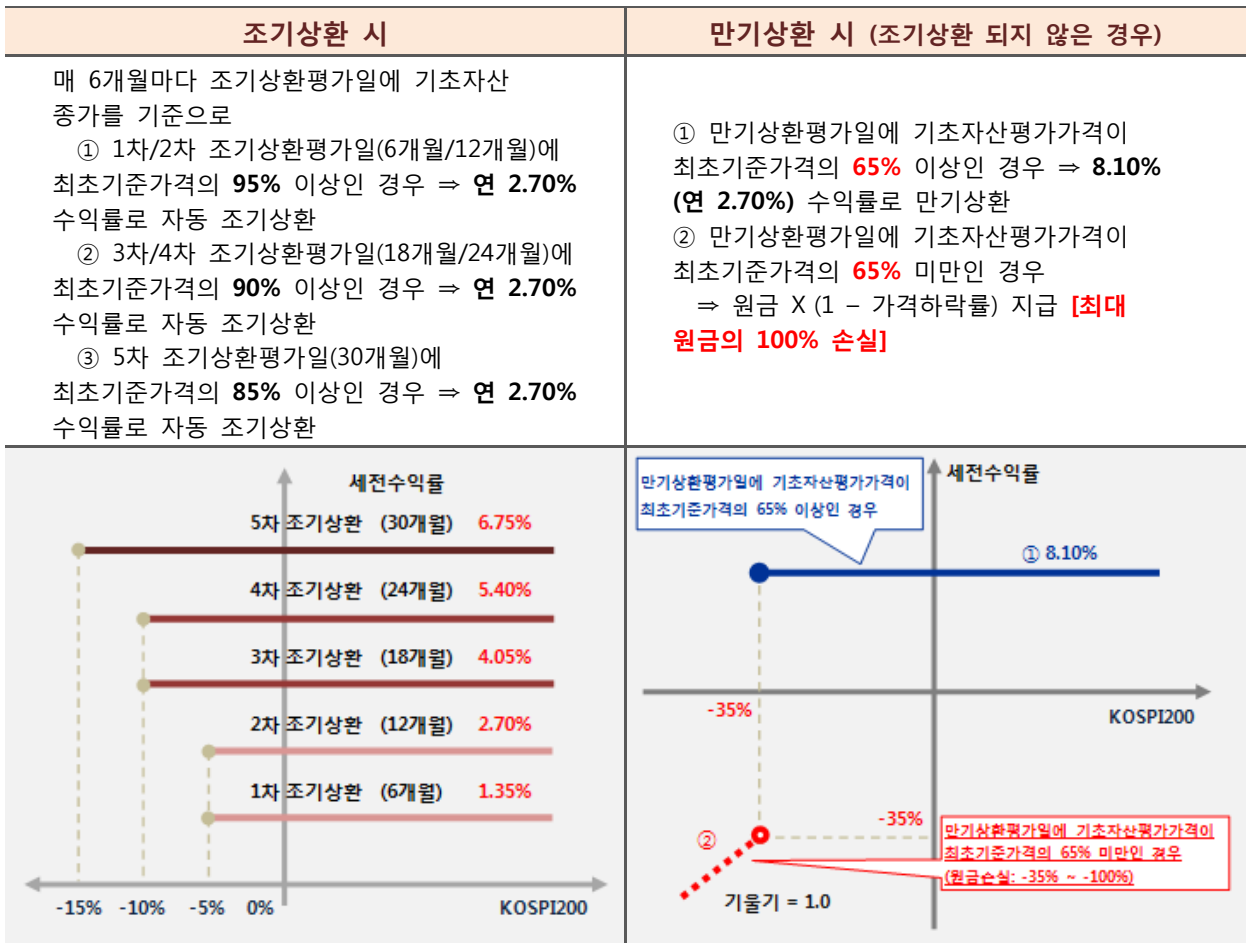 조기상환 시
만기상환 시 (조기상환 되지 않은 경우)
매 6개월마다 조기상환평가일에 기초자산
종가를 기준으로
① 1차/2차 조기상환평가일(6개월/12개월)에
최초기준가격의 95% 이상인 경우 ⇒ 연 2.70%
수익률로 자동 조기상환
② 3차/4차 조기상환평가일(18개월/24개월)에
최초기준가격의 90% 이상인 경우 ⇒ 연 2.70%
수익률로 자동 조기상환
③ 5차 조기상환평가일(30개월)에
최초기준가격의 85% 이상인 경우 ⇒ 연 2.70%
수익률로 자동 조기상환
① 만기상환평가일에 기초자산평가가격이
최초기준가격의 65% 이상인 경우 ⇒ 8.10%
(연 2.70%) 수익률로 만기상환
② 만기상환평가일에 기초자산평가가격이
최초기준가격의 65% 미만인 경우
⇒ 원금 X (1 – 가격하락률) 지급 [최대
원금의 100% 손실]
세전수익률
5차 조기상환 (30개월) 6.75%
4차 조기상환 (24개월) 5.40%
3차 조기상환 (18개월) 4.05%
2차 조기상환 (12개월) 2.70%
1차 조기상환 (6개월) 1.35%
-15% -10% -5% 0% KOSPI200
만기상환평가일에 기초자산평가가격이
최초기준가격의 65% 이상인 경우
세전수익률
① 8.10%
-35%
KOSPI200
-35%
②
만기상환평가일에 기초자산평가가격이
최초기준가격의 65% 미만인 경우
(원금손실: -35% ~ -100%)
기울기 = 1.0